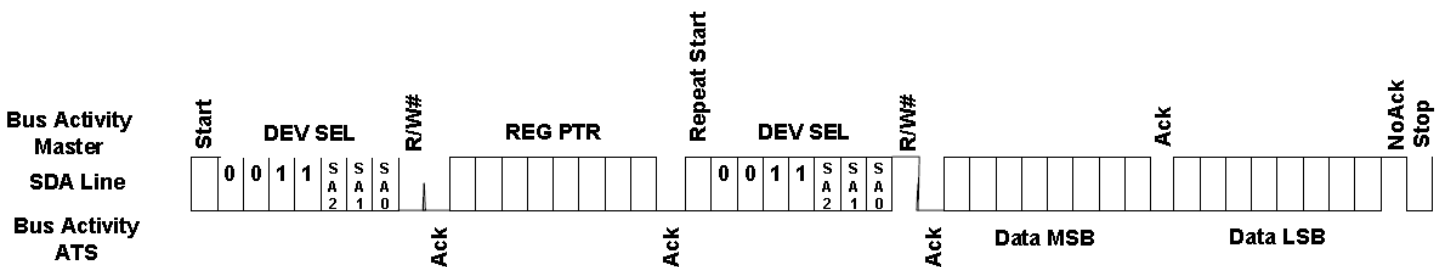 Bus Activity Master
Start
DEV SEL
R/W#
REG PTR
Repeat Start
DEV SEL
R/W#
Ack
NoAck
Stop
SDA Line
0 0 1 1 SA2 SA1 SA0
0 0 1 1 SA2 SA1 SA0
Bus Activity ATS
Ack
Ack
Ack
Data MSB
Data LSB